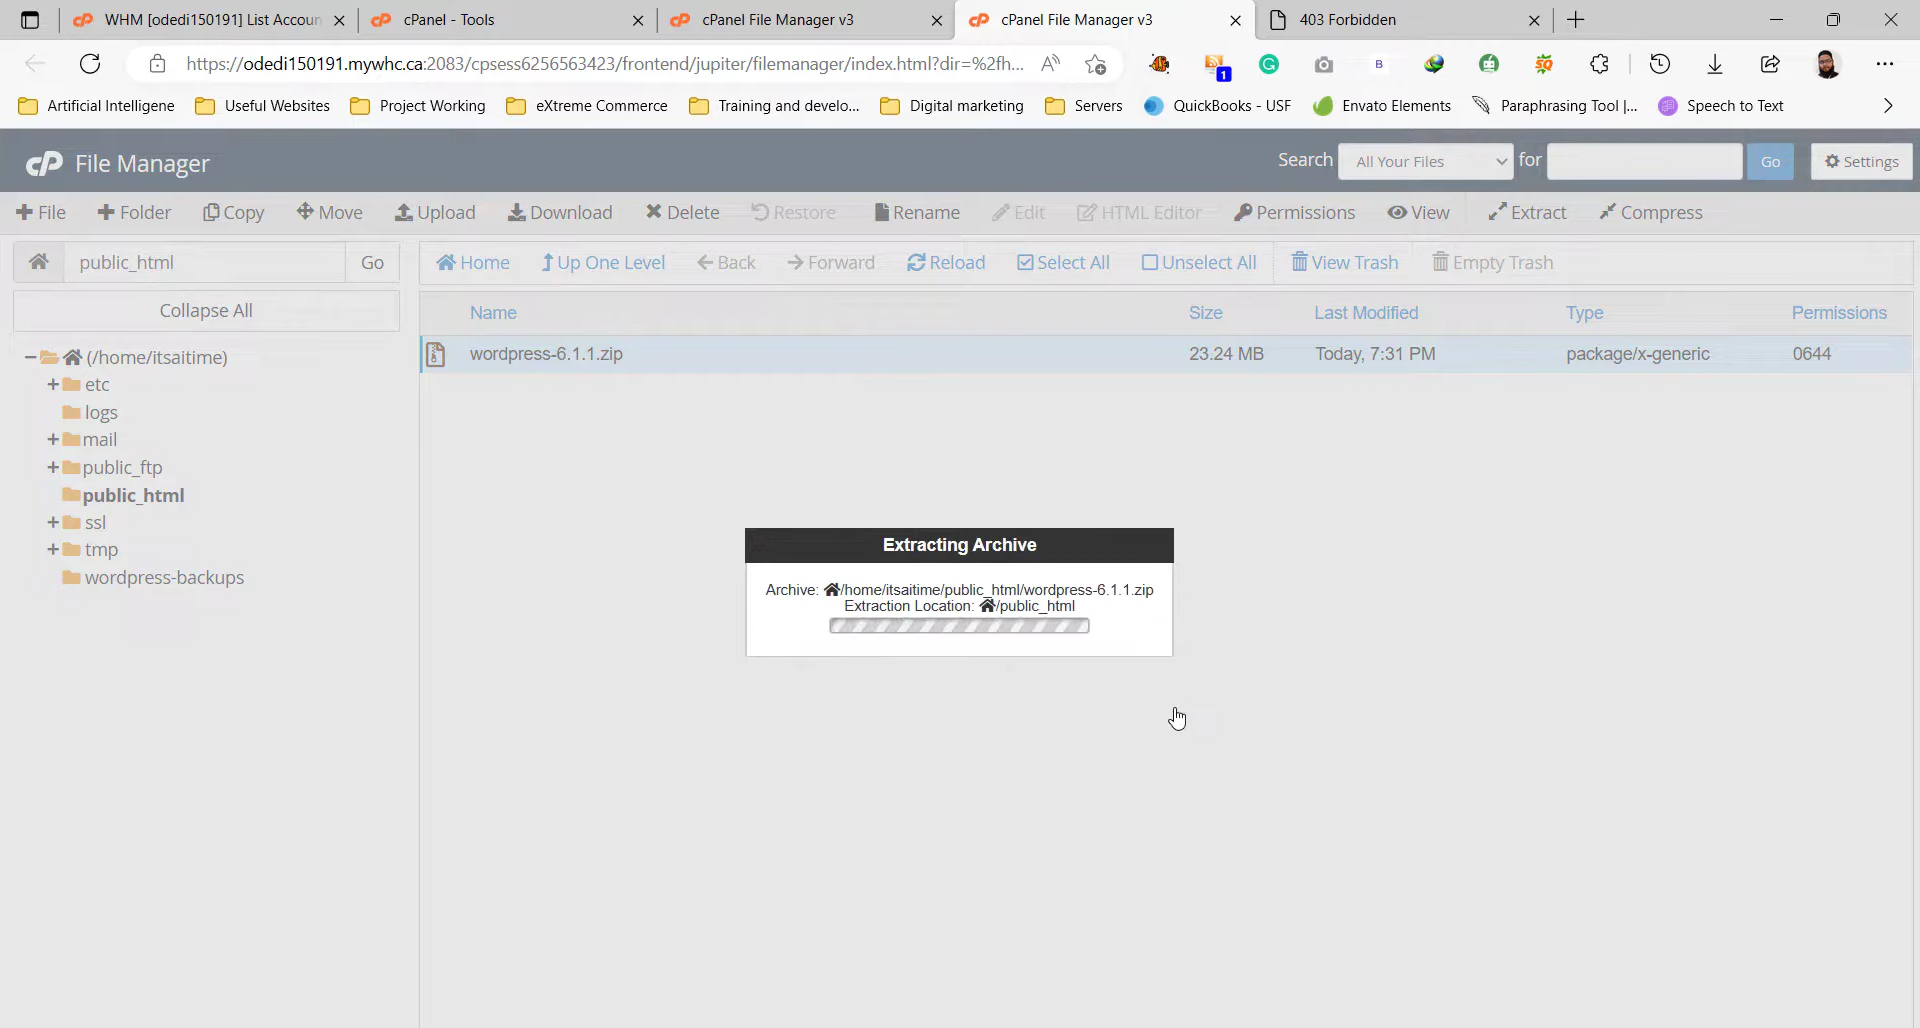 WHM [odedi150191] List Accoun
cPanel - Tools
cPanel File Manager v3
cPanel File Manager v3
403 Forbidden
https://odedi150191.mywhc.ca:2083/cpsess6256563423/frontend/jupiter/filemanager/index.html?dir=%2fh...
A
1
G
B
SQ
Artificial Intelligene
Useful Websites
Project Working
eXtreme Commerce
Training and develo...
Digital marketing
Servers
QuickBooks - USF
Envato Elements
Paraphrasing Tool |...
Speech to Text
cP File Manager
Search All Your Files for Go Settings
File Folder Copy Move Upload Download Delete Restore Rename Edit HTML Editor Permissions View Extract Compress
public_html Go
Home Up One Level Back Forward Reload Select All Unselect All View Trash Empty Trash
Collapse All
Name Size Last Modified Type Permissions
wordpress-6.1.1.zip 23.24 MB Today, 7:31 PM package/x-generic 0644
(/home/itsaitime)
etc
logs
mail
public_ftp
public_html
ssl
tmp
wordpress-backups
Extracting Archive
Archive: /home/itsaitime/public_html/wordpress-6.1.1.zip
Extraction Location: /public_html